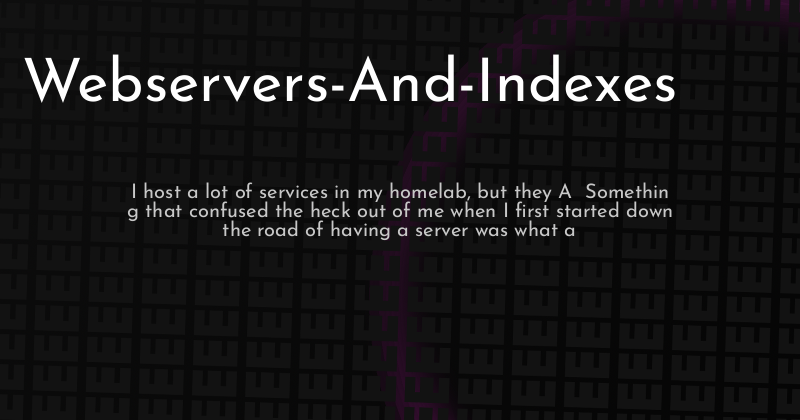 Webservers-And-Indexes
I host a lot of services in my homelab, but they A  Somethin
g that confused the heck out of me when I first started down
the road of having a server was what a